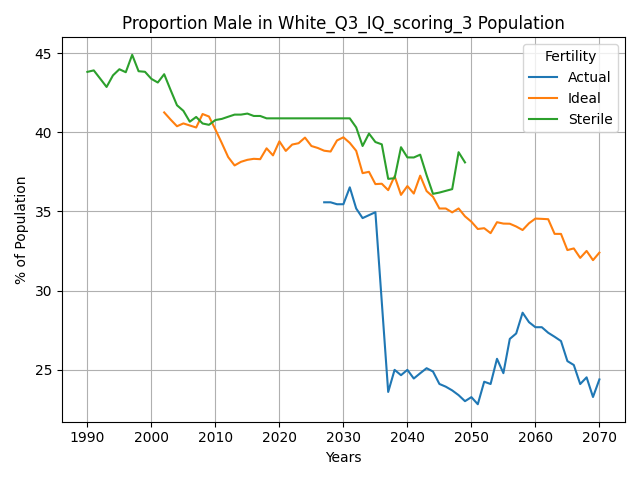 Proportion Male in White_Q3_IQ_scoring_3 Population
% of Population
45
40
35
30
25
Fertility
Actual
Ideal
Sterile
1990 2000 2010 2020 2030 2040 2050 2060 2070
Years